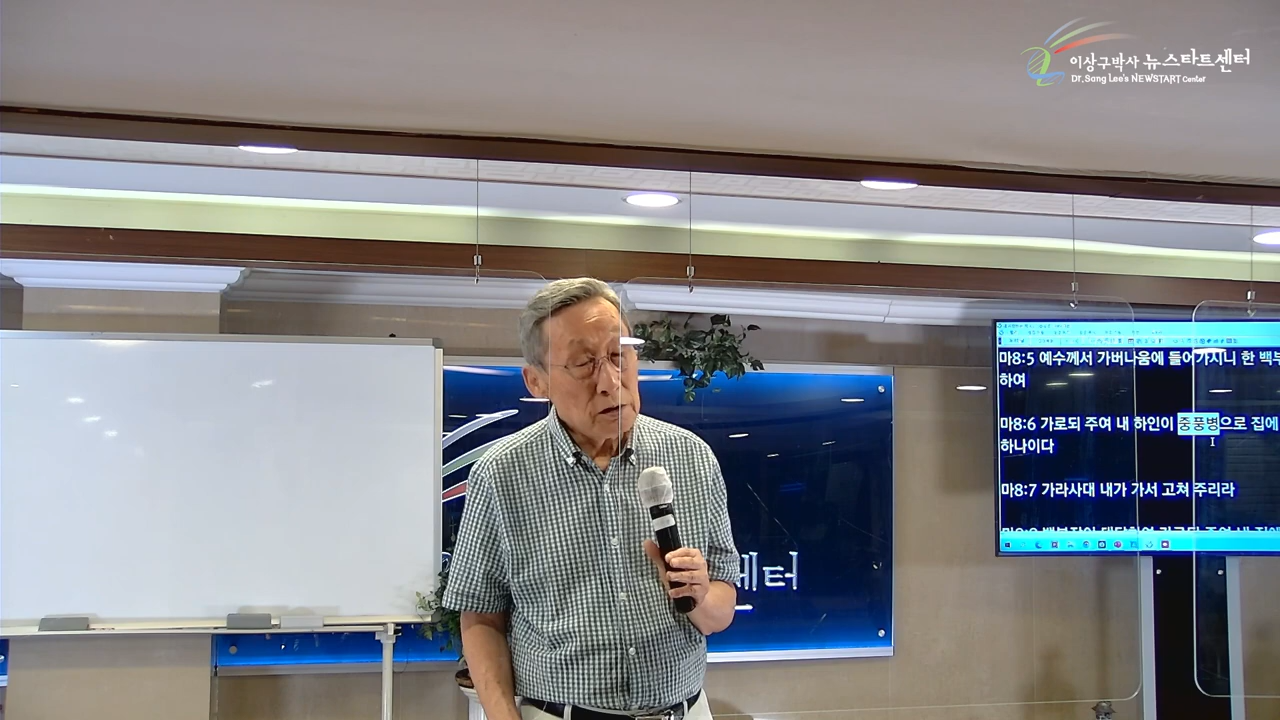 이상구박사 뉴스타트센터
Dr. Sang Lee's NEWSTART Center
마8:5 예수께서 가버나움에 들어가시니 한 백부
하여
마8:6 가로되 주여 내 하인이 중풍병으로 집에
하나이다
마8:7 가라사대 내가 가서 고쳐 주리라
센터